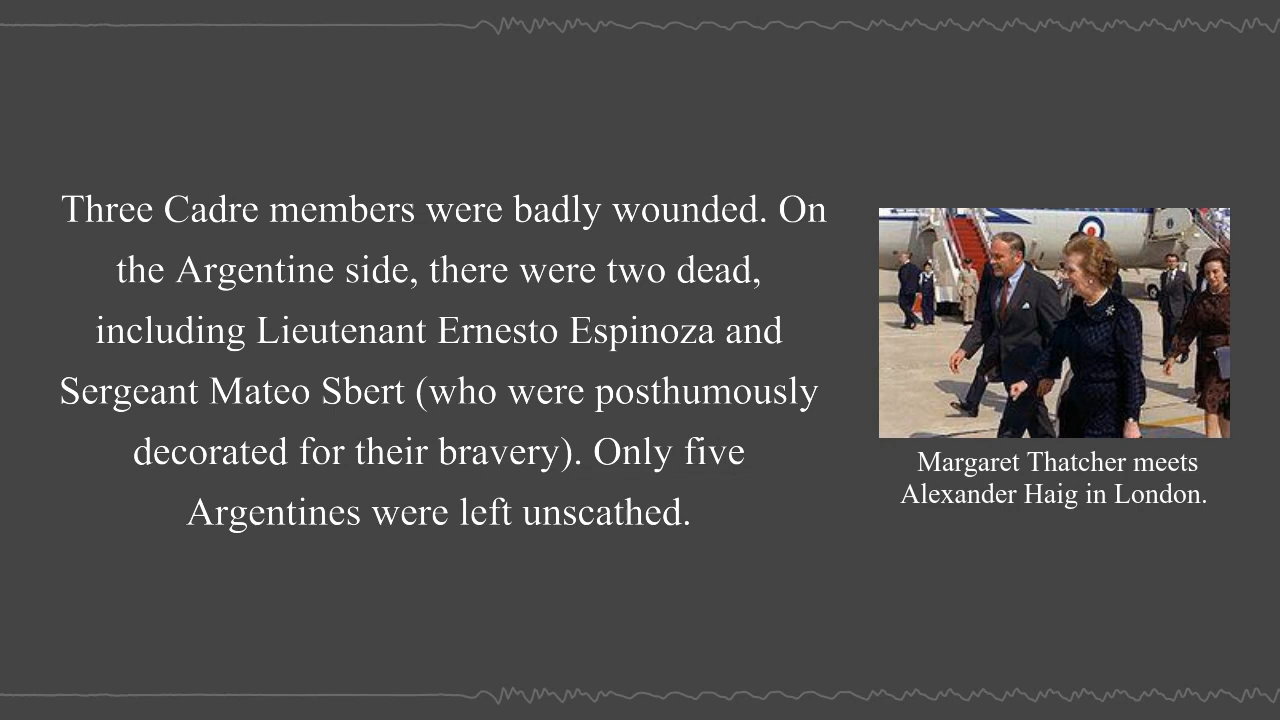 Three Cadre members were badly wounded. On
the Argentine side, there were two dead,
including Lieutenant Ernesto Espinoza and
Sergeant Mateo Sbert (who were posthumously
decorated for their bravery). Only five
Argentines were left unscathed.
Margaret Thatcher meets
Alexander Haig in London.